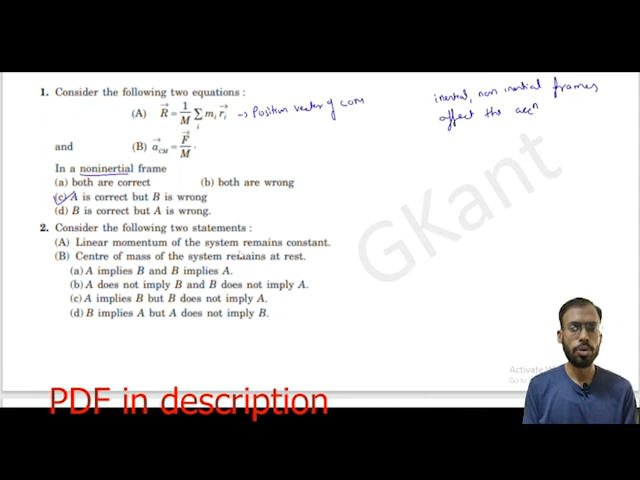 1. Consider the following two equations :
(A) R⃗ = 1/M ∑i mi r⃗i → Position vector of COM
inertial, non inertial frames
affect the accn
and (B) a⃗CM = F⃗/M .
In a noninertial frame
(a) both are correct (b) both are wrong
(c) A is correct but B is wrong
(d) B is correct but A is wrong.
2. Consider the following two statements :
(A) Linear momentum of the system remains constant.
(B) Centre of mass of the system remains at rest.
(a) A implies B and B implies A.
(b) A does not imply B and B does not imply A.
(c) A implies B but B does not imply A.
(d) B implies A but A does not imply B.
GKant
Activate
Go to
PDF in description